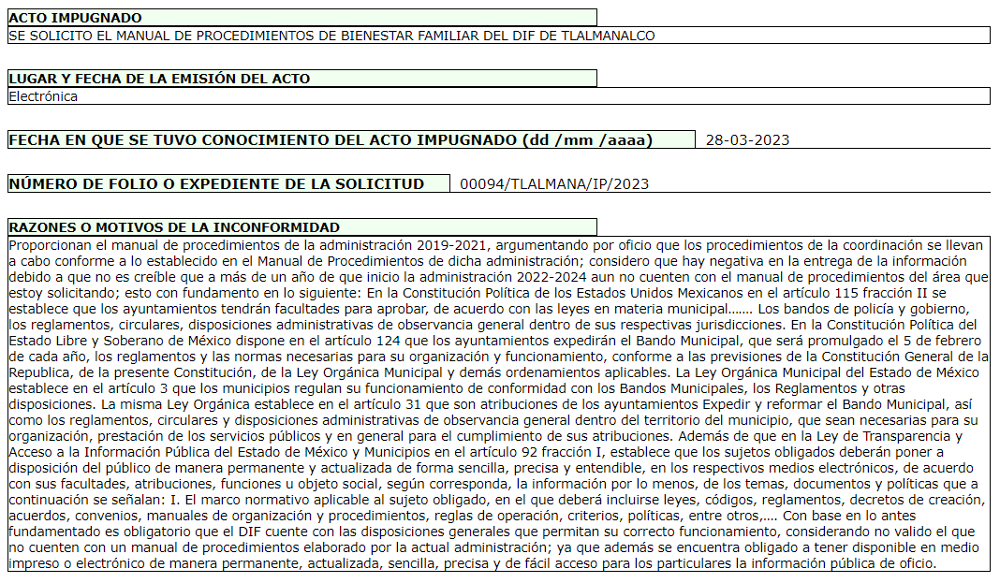 ACTO IMPUGNADO
SE SOLICITO EL MANUAL DE PROCEDIMIENTOS DE BIENESTAR FAMILIAR DEL DIF DE TLALMANALCO
LUGAR Y FECHA DE LA EMISIÓN DEL ACTO
Electrónica
FECHA EN QUE SE TUVO CONOCIMIENTO DEL ACTO IMPUGNADO (dd /mm /aaaa) 28-03-2023
NÚMERO DE FOLIO O EXPEDIENTE DE LA SOLICITUD 00094/TLALMANA/IP/2023
RAZONES O MOTIVOS DE LA INCONFORMIDAD
Proporcionan el manual de procedimientos de la administración 2019-2021, argumentando por oficio que los procedimientos de la coordinación se llevan
a cabo conforme a lo establecido en el Manual de Procedimientos de dicha administración; considero que hay negativa en la entrega de la información
debido a que no es creíble que a más de un año de que inicio la administración 2022-2024 aun no cuenten con el manual de procedimientos del área que
estoy solicitando; esto con fundamento en lo siguiente: En la Constitución Política de los Estados Unidos Mexicanos en el artículo 115 fracción II se
establece que los ayuntamientos tendrán facultades para aprobar, de acuerdo con las leyes en materia municipal....... Los bandos de policía y gobierno,
los reglamentos, circulares, disposiciones administrativas de observancia general dentro de sus respectivas jurisdicciones. En la Constitución Política del
Estado Libre y Soberano de México dispone en el artículo 124 que los ayuntamientos expedirán el Bando Municipal, que será promulgado el 5 de febrero
de cada año, los reglamentos y las normas necesarias para su organización y funcionamiento, conforme a las previsiones de la Constitución General de la
Republica, de la presente Constitución, de la Ley Orgánica Municipal y demás ordenamientos aplicables. La Ley Orgánica Municipal del Estado de México
establece en el artículo 3 que los municipios regulan su funcionamiento de conformidad con los Bandos Municipales, los Reglamentos y otras
disposiciones. La misma Ley Orgánica establece en el artículo 31 que son atribuciones de los ayuntamientos Expedir y reformar el Bando Municipal, así
como los reglamentos, circulares y disposiciones administrativas de observancia general dentro del territorio del municipio, que sean necesarias para su
organización, prestación de los servicios públicos y en general para el cumplimiento de sus atribuciones. Además de que en la Ley de Transparencia y
Acceso a la Información Pública del Estado de México y Municipios en el artículo 92 fracción I, establece que los sujetos obligados deberán poner a
disposición del público de manera permanente y actualizada de forma sencilla, precisa y entendible, en los respectivos medios electrónicos, de acuerdo
con sus facultades, atribuciones, funciones u objeto social, según corresponda, la información por lo menos, de los temas, documentos y políticas que a
continuación se señalan: I. El marco normativo aplicable al sujeto obligado, en el que deberá incluirse leyes, códigos, reglamentos, decretos de creación,
acuerdos, convenios, manuales de organización y procedimientos, reglas de operación, criterios, políticas, entre otros,.... Con base en lo antes
fundamentado es obligatorio que el DIF cuente con las disposiciones generales que permitan su correcto funcionamiento, considerando no valido el que
no cuenten con un manual de procedimientos elaborado por la actual administración; ya que además se encuentra obligado a tener disponible en medio
impreso o electrónico de manera permanente, actualizada, sencilla, precisa y de fácil acceso para los particulares la información pública de oficio.